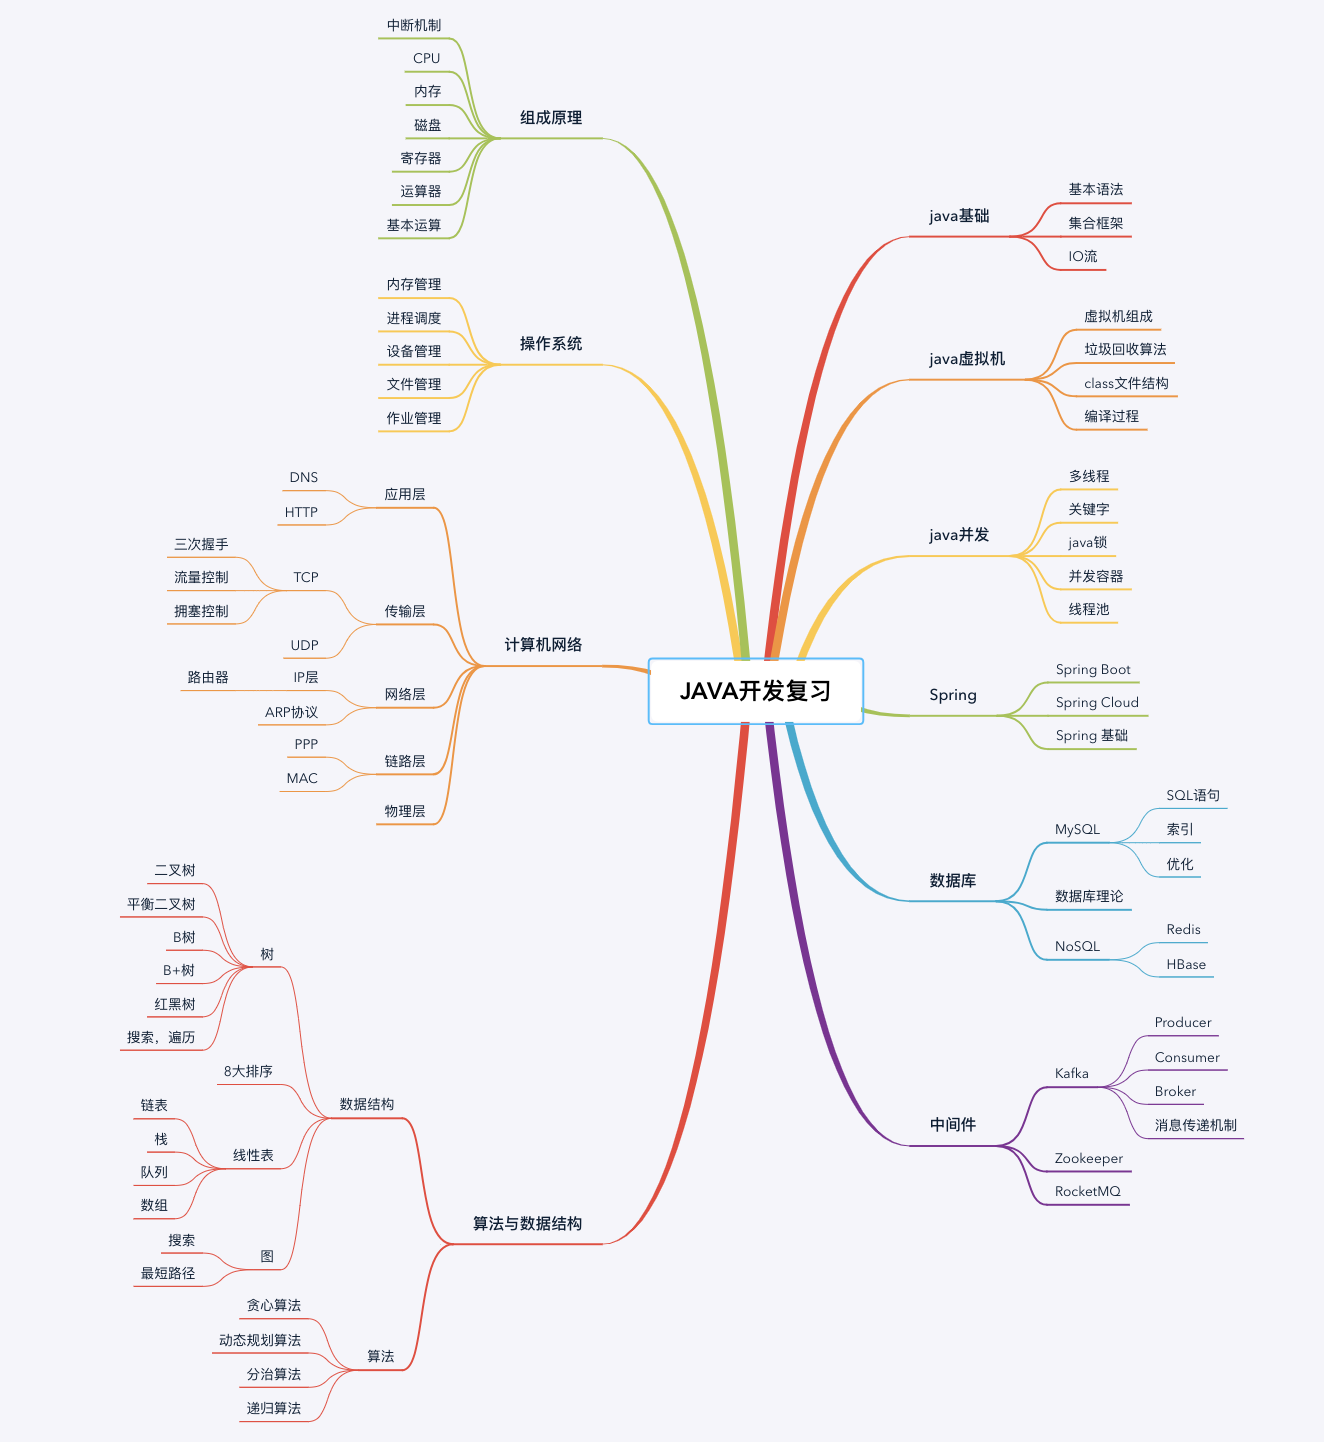 JAVA开发复习
java基础
基本语法
集合框架
IO流
java虚拟机
虚拟机组成
垃圾回收算法
class文件结构
编译过程
java并发
多线程
关键字
java锁
并发容器
线程池
Spring
Spring Boot
Spring Cloud
Spring 基础
数据库
MySQL
SQL语句
索引
优化
数据库理论
NoSQL
Redis
HBase
中间件
Kafka
Producer
Consumer
Broker
消息传递机制
Zookeeper
RocketMQ
组成原理
中断机制
CPU
内存
磁盘
寄存器
运算器
基本运算
操作系统
内存管理
进程调度
设备管理
文件管理
作业管理
计算机网络
应用层
DNS
HTTP
传输层
TCP
三次握手
流量控制
拥塞控制
UDP
网络层
IP层
路由器
ARP协议
链路层
PPP
MAC
物理层
算法与数据结构
数据结构
树
二叉树
平衡二叉树
B树
B+树
红黑树
搜索，遍历
8大排序
线性表
链表
栈
队列
数组
图
搜索
最短路径
算法
贪心算法
动态规划算法
分治算法
递归算法